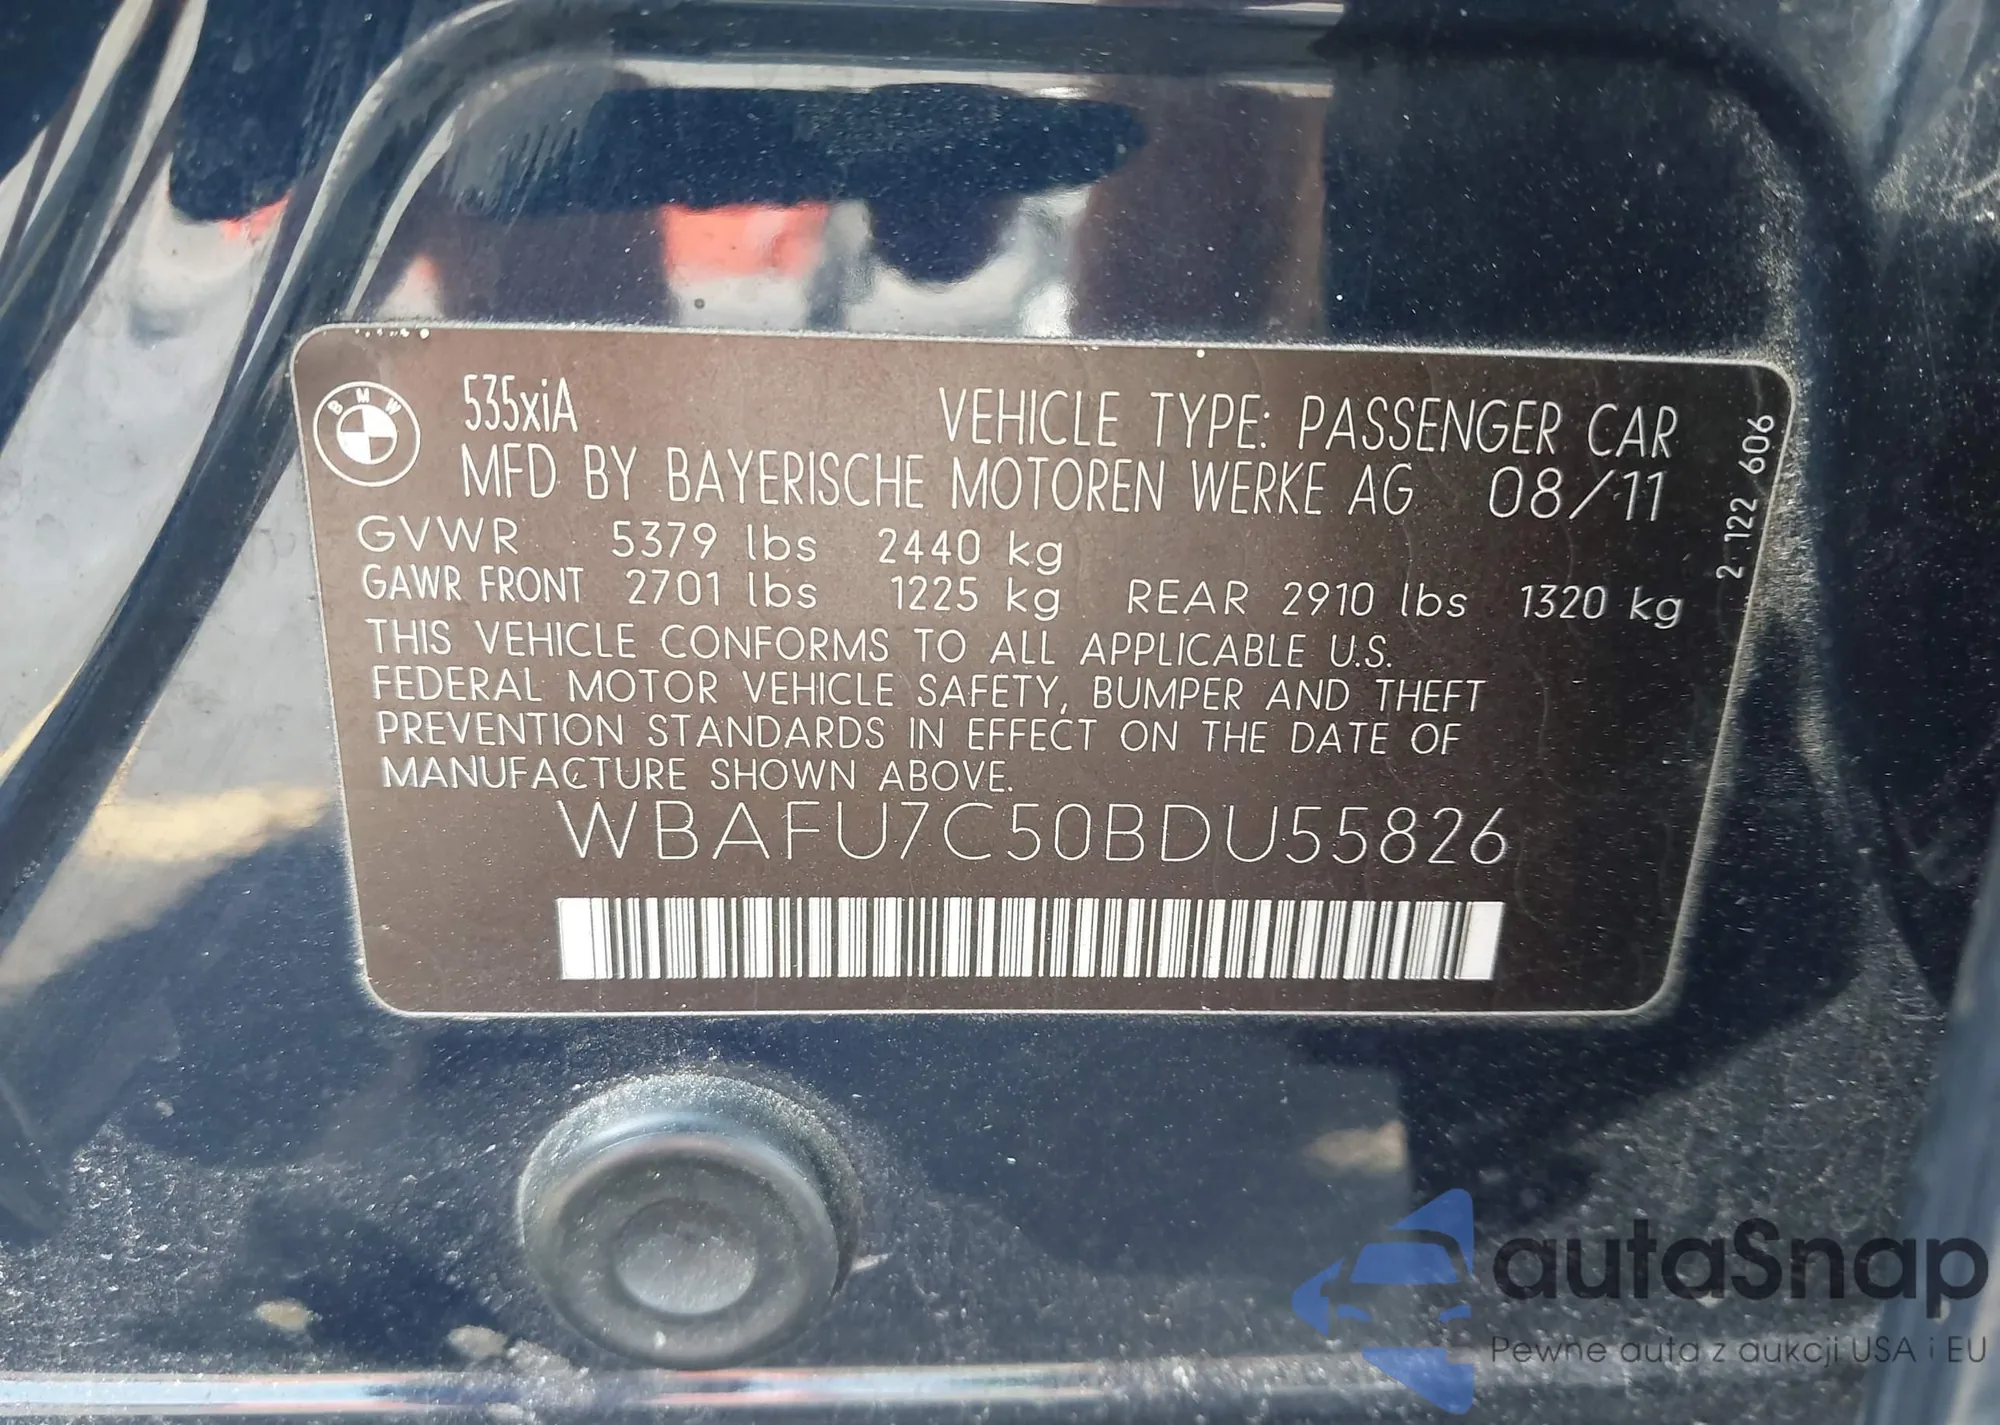 BMW
535xiA VEHICLE TYPE: PASSENGER CAR
MFD BY BAYERISCHE MOTOREN WERKE AG 08/11
GVWR 5379 lbs 2440 kg
GAWR FRONT 2701 lbs 1225 kg REAR 2910 lbs 1320 kg
THIS VEHICLE CONFORMS TO ALL APPLICABLE U.S.
FEDERAL MOTOR VEHICLE SAFETY, BUMPER AND THEFT
PREVENTION STANDARDS IN EFFECT ON THE DATE OF
MANUFACTURE SHOWN ABOVE.
WBAFU7C50BDU55826
2 122 606
autaSnap
Pewne auta z aukcji USA i EU